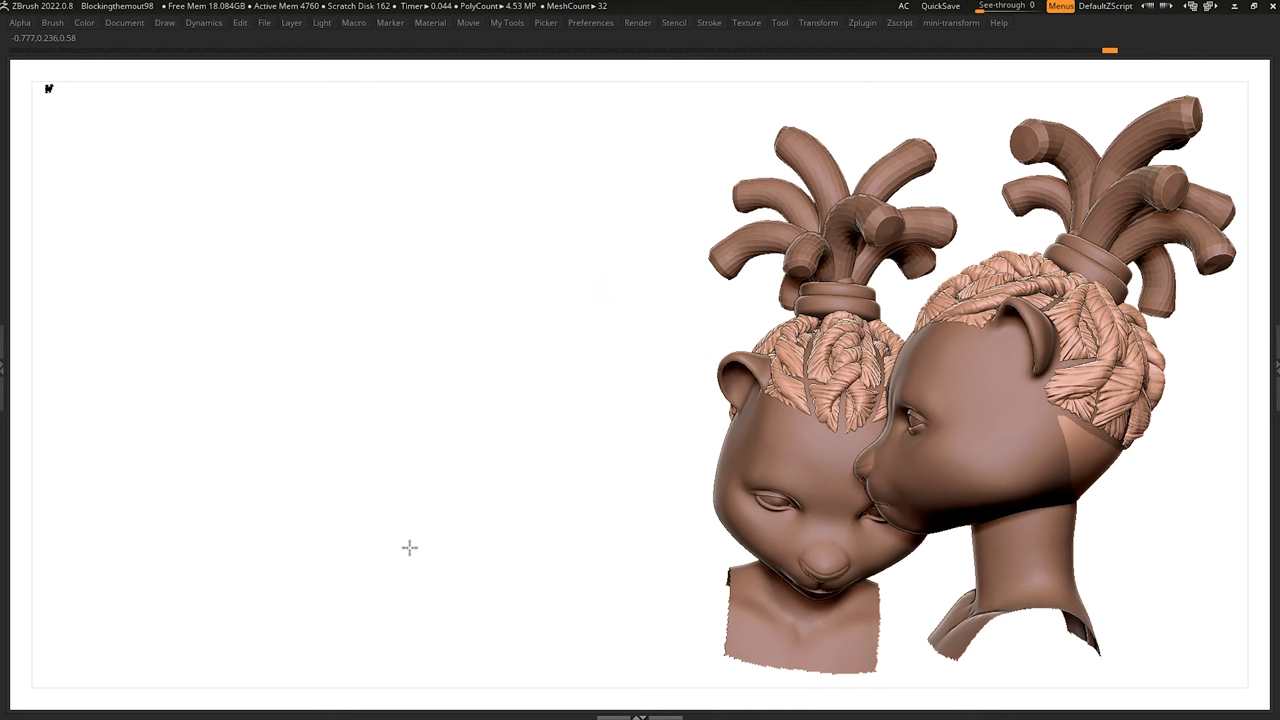 ZBrush 2022.0.8 Blockingthemout98 • Free Mem 18.084GB • Active Mem 4760 • Scratch Disk 162 • Timer▶0.044 • PolyCount▶4.53 MP • MeshCount▶32 AC QuickSave See-through 0 Menus DefaultZScript
Alpha Brush Color Document Draw Dynamics Edit File Layer Light Macro Marker Material Movie My Tools Picker Preferences Render Stencil Stroke Texture Tool Transform Zplugin Zscript mini-transform Help
-0.777,0.236,0.58